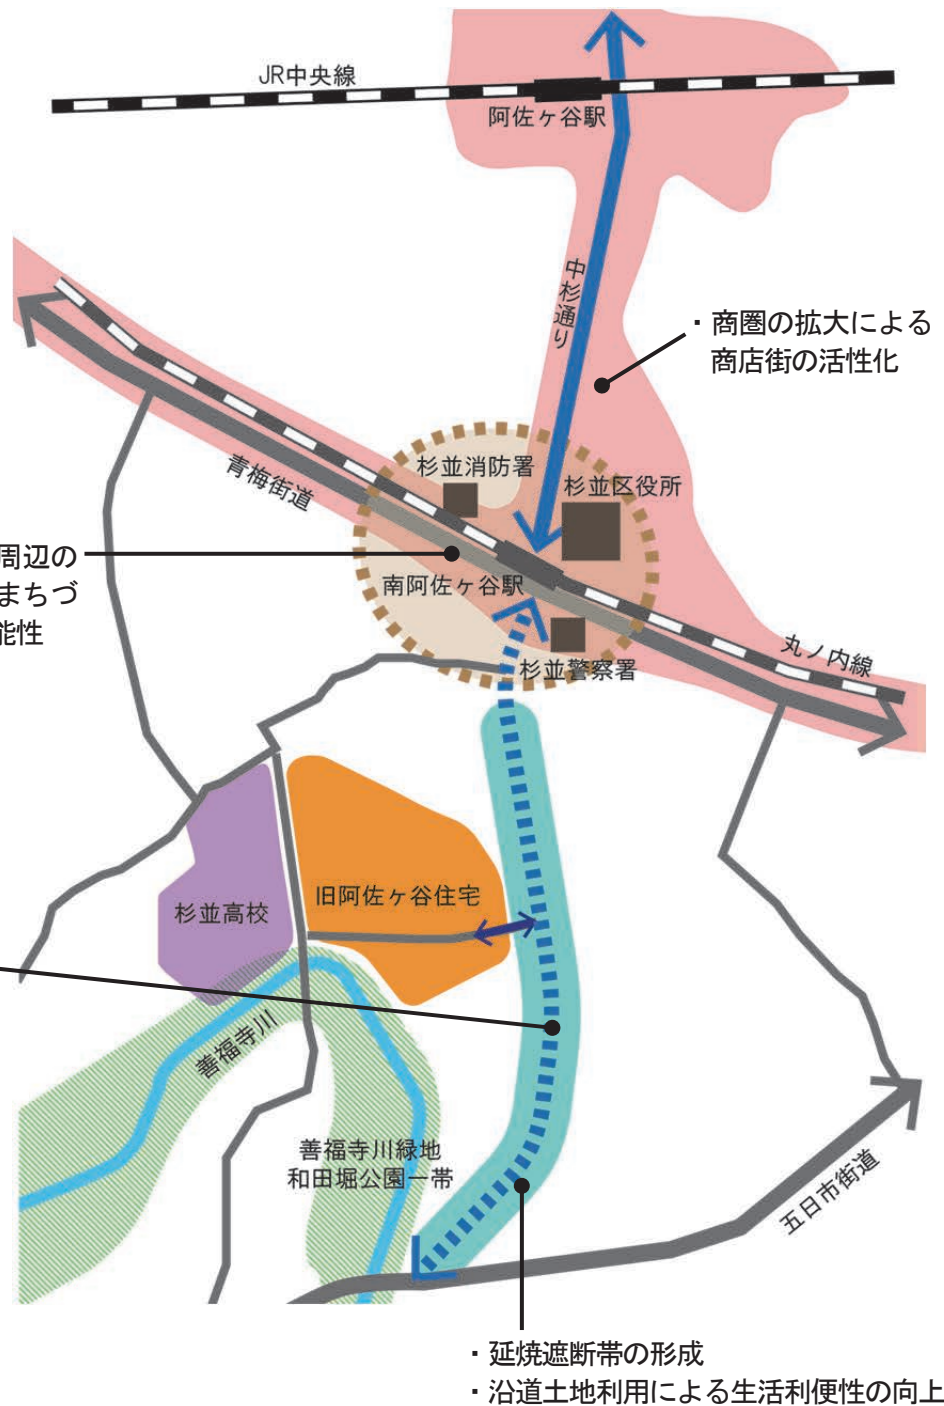 JR中央線
阿佐ヶ谷駅
中杉通り
・商圏の拡大による
商店街の活性化
杉並消防署
杉並区役所
青梅街道
周辺の
まちづ
能性
南阿佐ヶ谷駅
杉並警察署
丸ノ内線
旧阿佐ヶ谷住宅
杉並高校
善福寺川
善福寺川緑地
和田堀公園一帯
五日市街道
・延焼遮断帯の形成
・沿道土地利用による生活利便性の向上